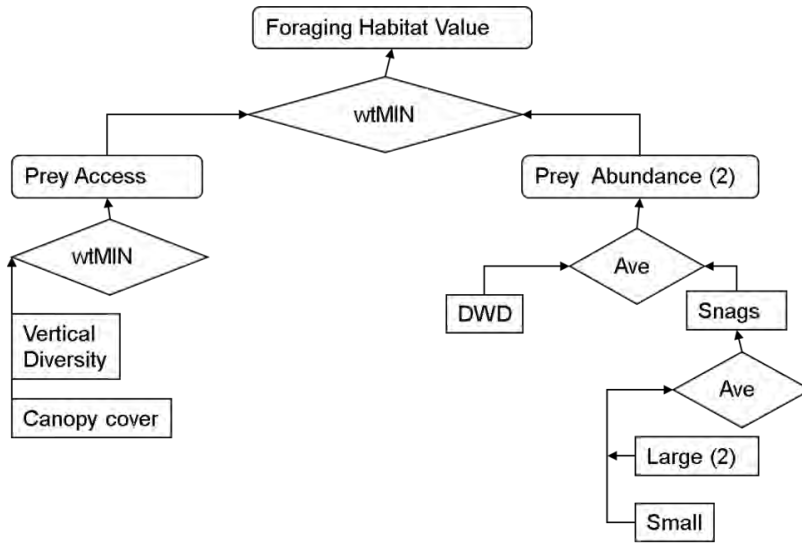 Foraging Habitat Value
wtMIN
Prey Access
Prey Abundance (2)
wtMIN
Ave
DWD
Snags
Vertical
Diversity
Ave
Canopy cover
Large (2)
Small